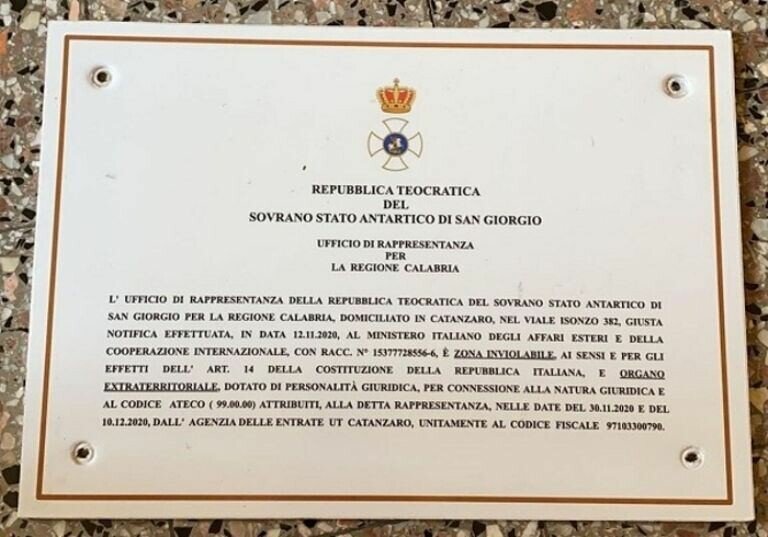 REPUBBLICA TEOCRATICA
DEL
SOVRANO STATO ANTARTICO DI SAN GIORGIO
UFFICIO DI RAPPRESENTANZA
PER
LA REGIONE CALABRIA
L' UFFICIO DI RAPPRESENTANZA DELLA REPUBBLICA TEOCRATICA DEL SOVRANO STATO ANTARTICO DI
SAN GIORGIO PER LA REGIONE CALABRIA, DOMICILIATO IN CATANZARO, NEL VIALE ISONZO 382, GIUSTA
NOTIFICA EFFETTUATA, IN DATA 12.11.2020, AL MINISTERO ITALIANO DEGLI AFFARI ESTERI E DELLA
COOPERAZIONE INTERNAZIONALE, CON RACC. N° 15377728556-6, È ZONA INVIOLABILE, AI SENSI E PER GLI
EFFETTI DELL' ART. 14 DELLA COSTITUZIONE DELLA REPUBBLICA ITALIANA, E ORGANO
EXTRATERRITORIALE, DOTATO DI PERSONALITÀ GIURIDICA, PER CONNESSIONE ALLA NATURA GIURIDICA E
AL CODICE ATECO ( 99.00.00) ATTRIBUITI, ALLA DETTA RAPPRESENTANZA, NELLE DATE DEL 30.11.2020 E DEL
10.12.2020, DALL' AGENZIA DELLE ENTRATE UT CATANZARO, UNITAMENTE AL CODICE FISCALE 97103300790.